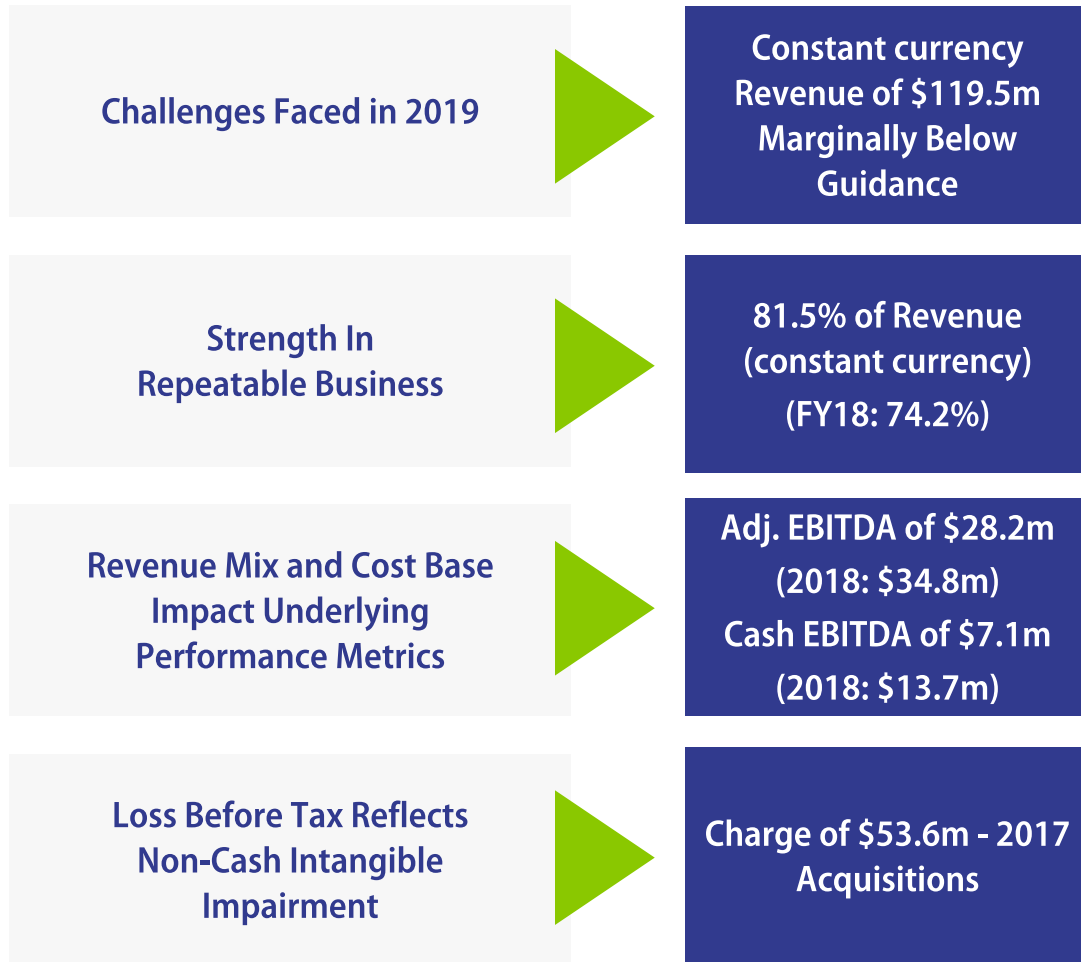 Challenges Faced in 2019
Constant currency
Revenue of $119.5m
Marginally Below
Guidance
Strength In
Repeatable Business
81.5% of Revenue
(constant currency)
(FY18: 74.2%)
Revenue Mix and Cost Base
Impact Underlying
Performance Metrics
Adj. EBITDA of $28.2m
(2018: $34.8m)
Cash EBITDA of $7.1m
(2018: $13.7m)
Loss Before Tax Reflects
Non-Cash Intangible
Impairment
Charge of $53.6m - 2017
Acquisitions